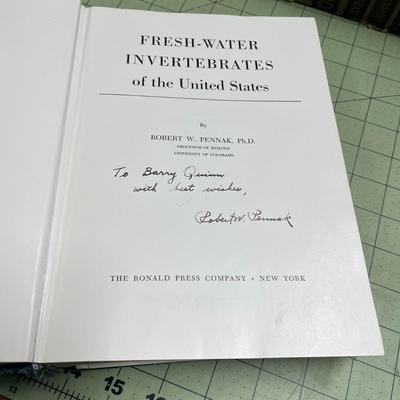 FRESH-WATER
INVERTEBRATES
of the United States
By
ROBERT W. PENNAK, Ph.D.
PROFESSOR OF BIOLOGY
UNIVERSITY OF COLORADO
To Barry Quinn
with best wishes,
Robert W. Pennak
THE RONALD PRESS COMPANY · NEW YORK
14
15